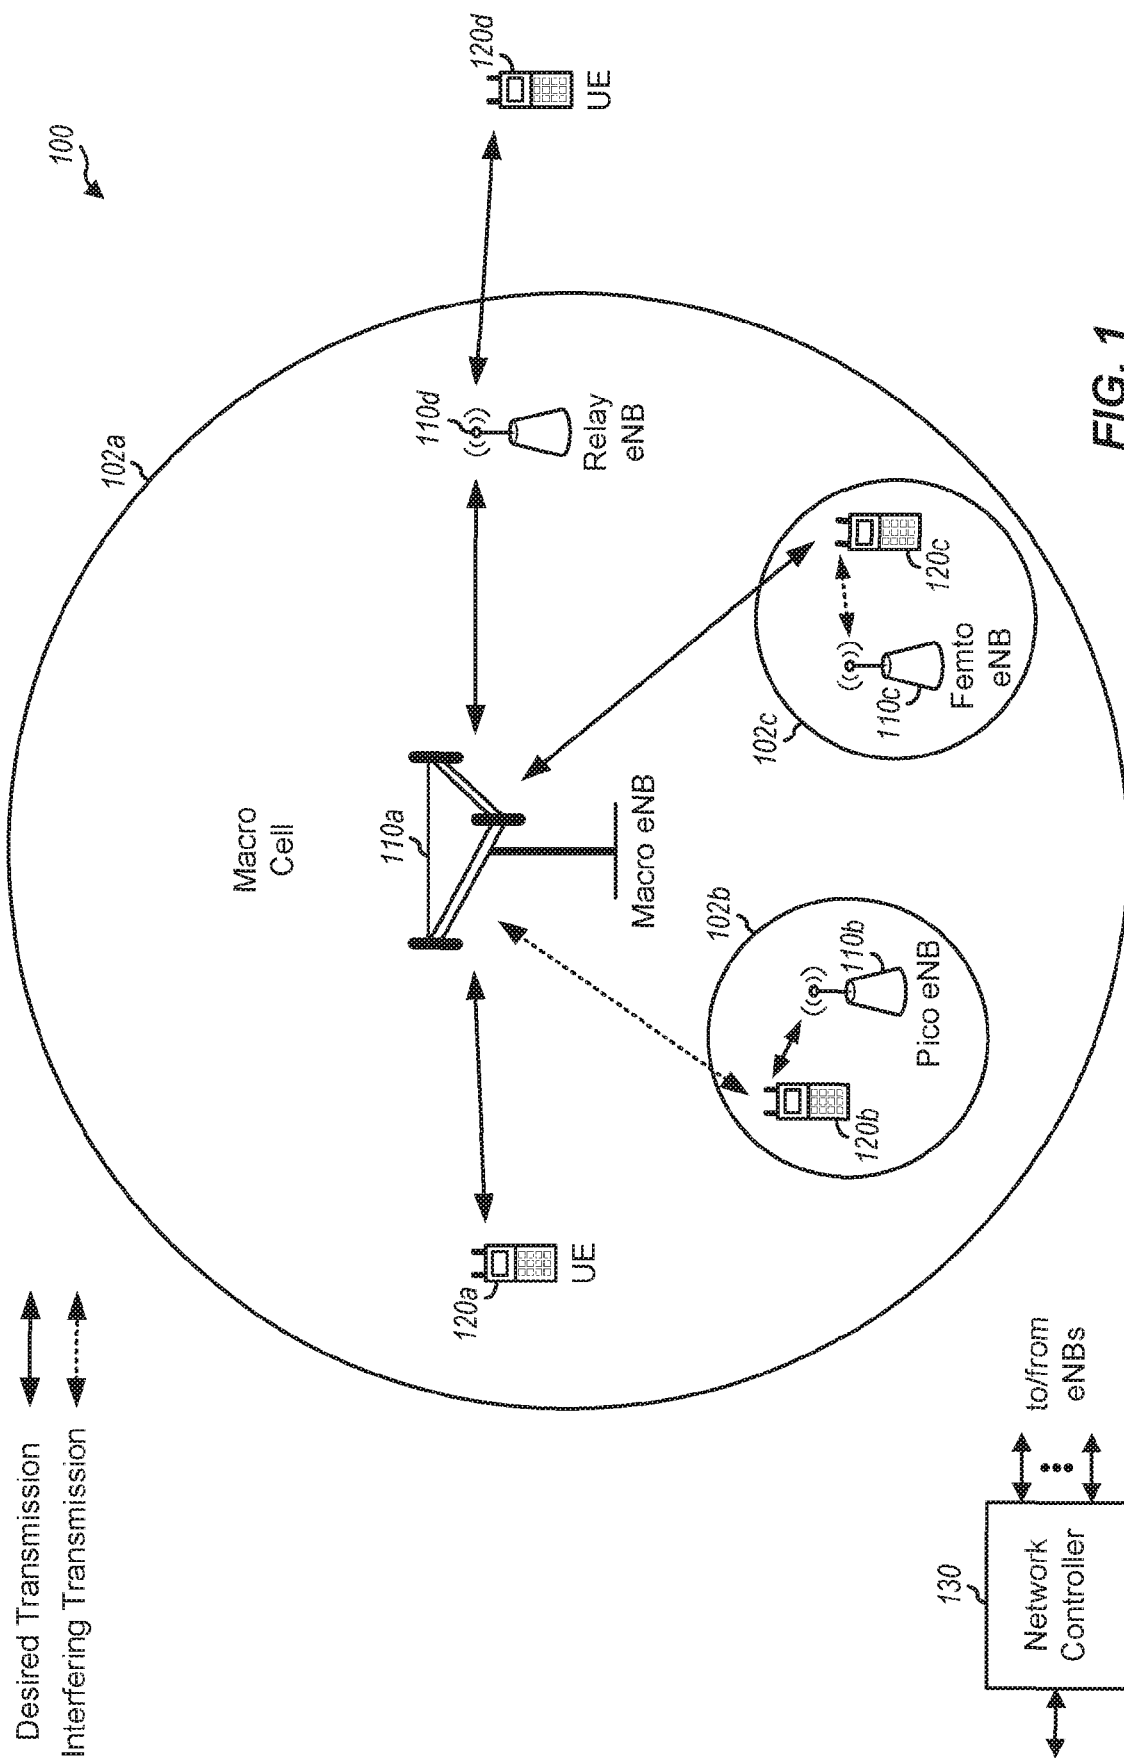 Desired Transmission
Interfering Transmission
100
102a
Macro
Cell
110a
Macro eNB
120a
UE
110d
Relay
eNB
120d
UE
102b
110b
Pico eNB
120b
102c
110c
Femto
eNB
120c
130
Network
Controller
to/from
eNBs
FIG. 1